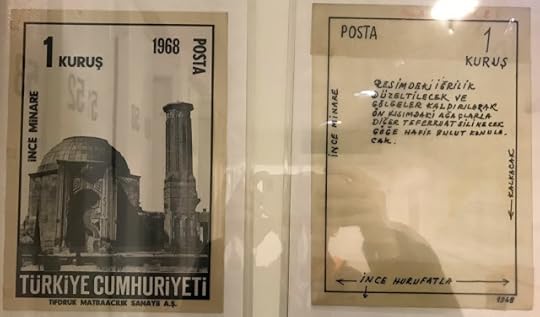 1 KURUŞ
1968
POSTA
İNCE MİNARE
TÜRKİYE CUMHURİYETİ
TİFDRUK MATBAACILIK SANAYİİ A.Ş.
POSTA
1
KURUŞ
İNCE MİNARE
RESİMDEKİ İĞRİLİK
DÜZELTİLECEK VE
GÖLGELER KALDIRILARAK
ÖN KISIMDAKİ AĞAÇLARLA
DİĞER TEFERRUAT SİLİNECEK
GÖĞE HAFİF BULUT KONULA.
CAK.
KALKACAK
İNCE HURUFATLA
1968